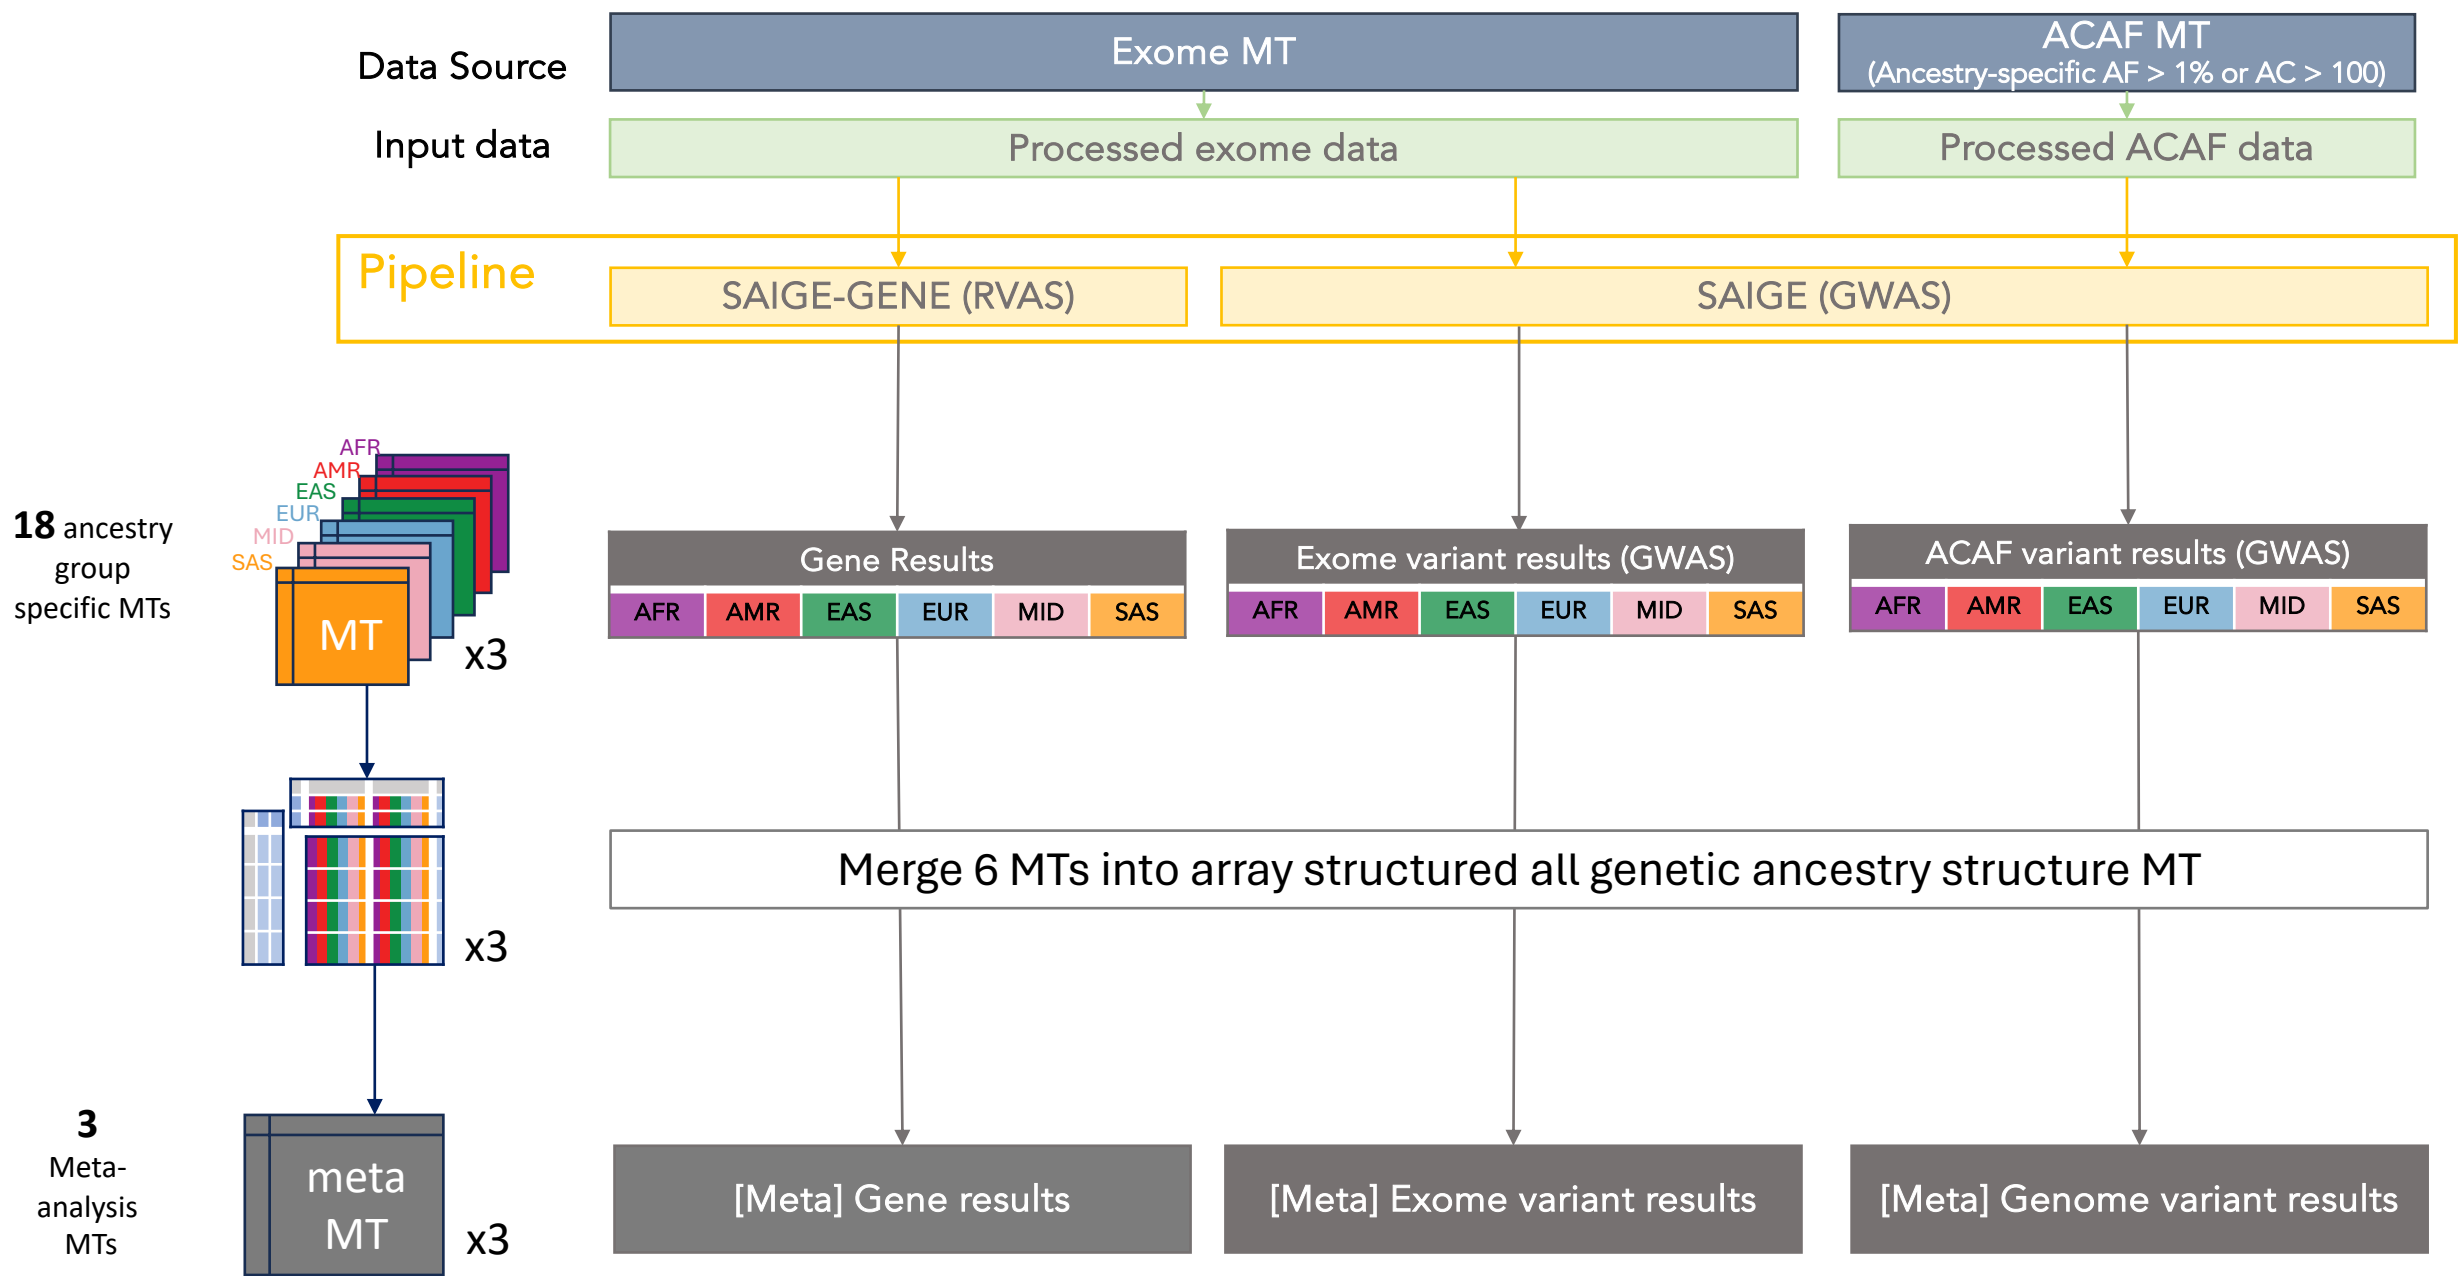 Data Source
Exome MT
ACAF MT
(Ancestry-specific AF > 1% or AC > 100)
Input data
Processed exome data
Processed ACAF data
Pipeline
SAIGE-GENE (RVAS)
SAIGE (GWAS)
AFR
AMR
EAS
EUR
MID
SAS
MT
x3
18 ancestry
group
specific MTs
Gene Results
AFR AMR EAS EUR MID SAS
Exome variant results (GWAS)
AFR AMR EAS EUR MID SAS
ACAF variant results (GWAS)
AFR AMR EAS EUR MID SAS
Merge 6 MTs into array structured all genetic ancestry structure MT
x3
3
Meta-
analysis
MTs
meta
MT
x3
[Meta] Gene results
[Meta] Exome variant results
[Meta] Genome variant results